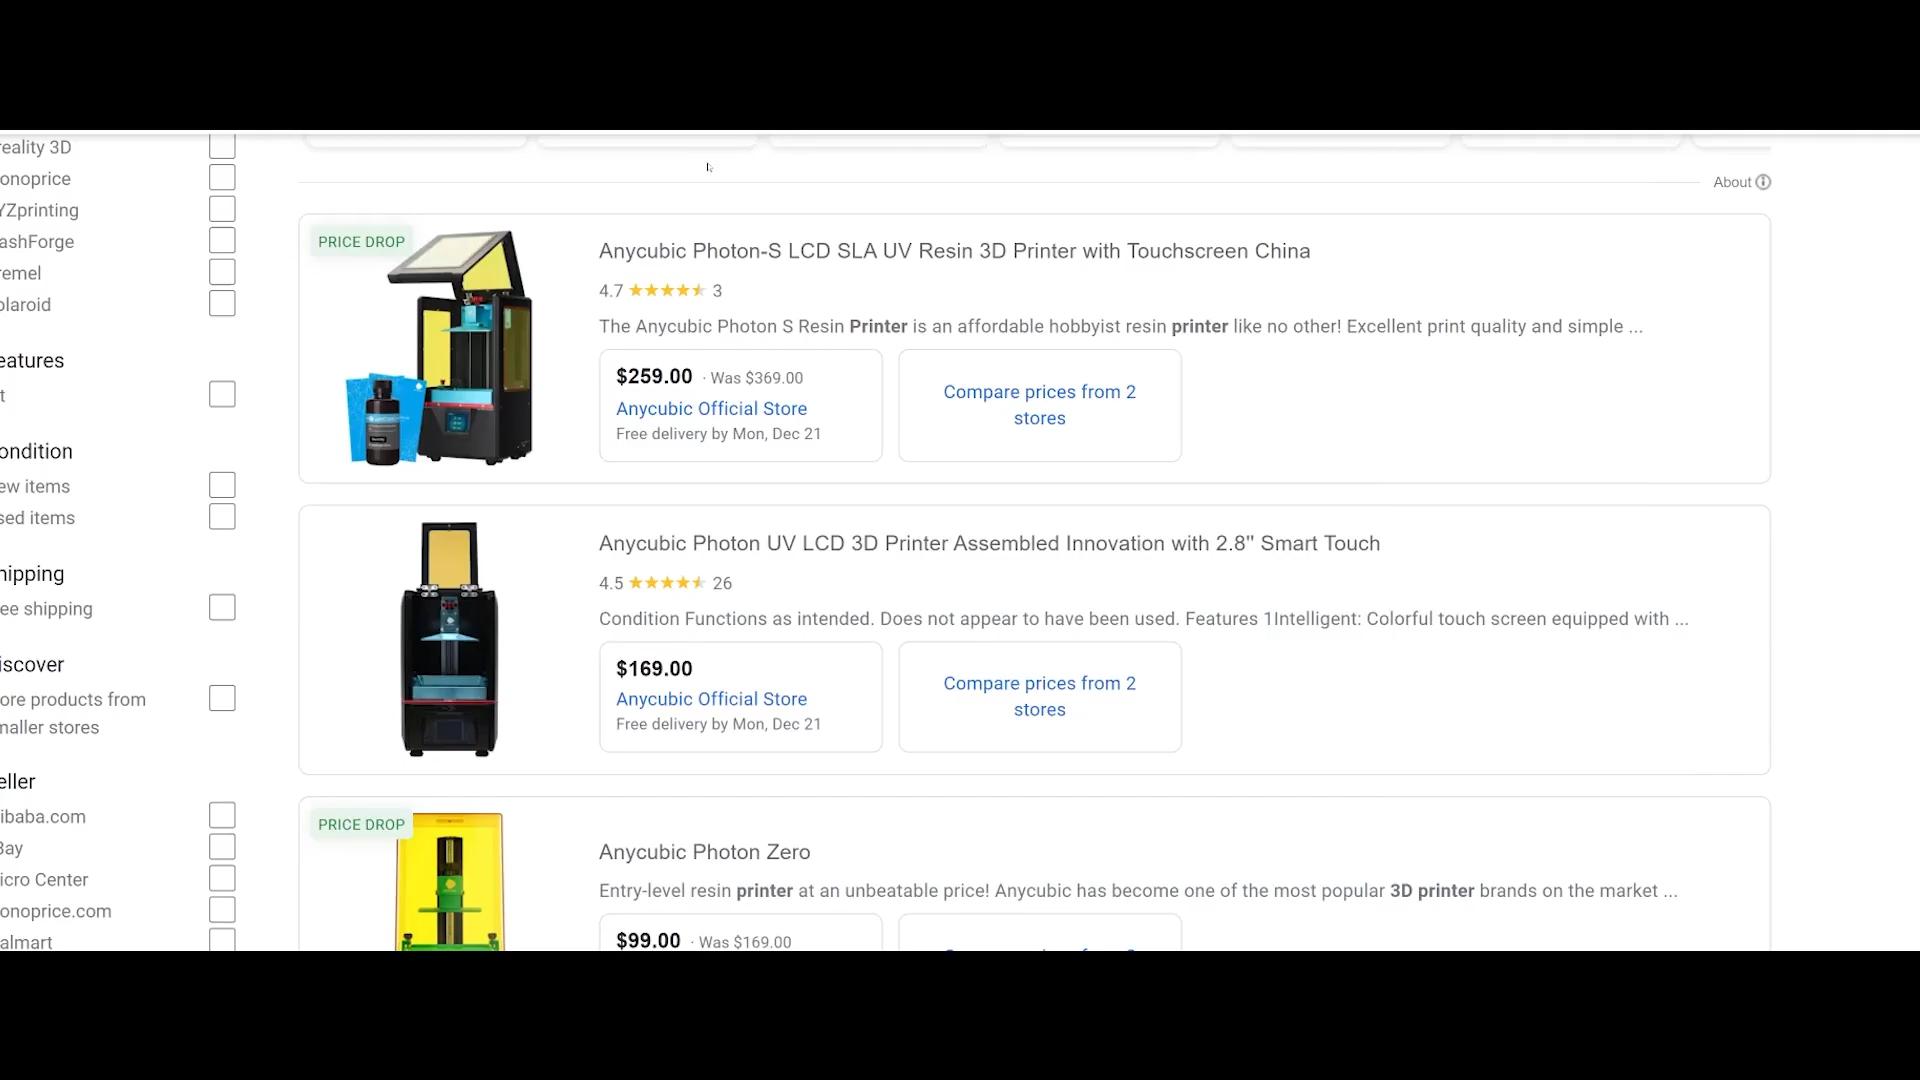 reality 3D
onoprice
YZprinting
ashForge
remel
olaroid
eatures
t
ondition
ew items
sed items
hipping
ee shipping
iscover
ore products from
maller stores
eller
ibaba.com
Bay
icro Center
onoprice.com
almart
About
PRICE DROP
Anycubic Photon-S LCD SLA UV Resin 3D Printer with Touchscreen China
4.7 ★★★★★ 3
The Anycubic Photon S Resin Printer is an affordable hobbyist resin printer like no other! Excellent print quality and simple ...
$259.00 · Was $369.00
Anycubic Official Store
Free delivery by Mon, Dec 21
Compare prices from 2
stores
Anycubic Photon UV LCD 3D Printer Assembled Innovation with 2.8" Smart Touch
4.5 ★★★★★ 26
Condition Functions as intended. Does not appear to have been used. Features 1Intelligent: Colorful touch screen equipped with ...
$169.00
Anycubic Official Store
Free delivery by Mon, Dec 21
Compare prices from 2
stores
PRICE DROP
Anycubic Photon Zero
Entry-level resin printer at an unbeatable price! Anycubic has become one of the most popular 3D printer brands on the market ...
$99.00 · Was $169.00